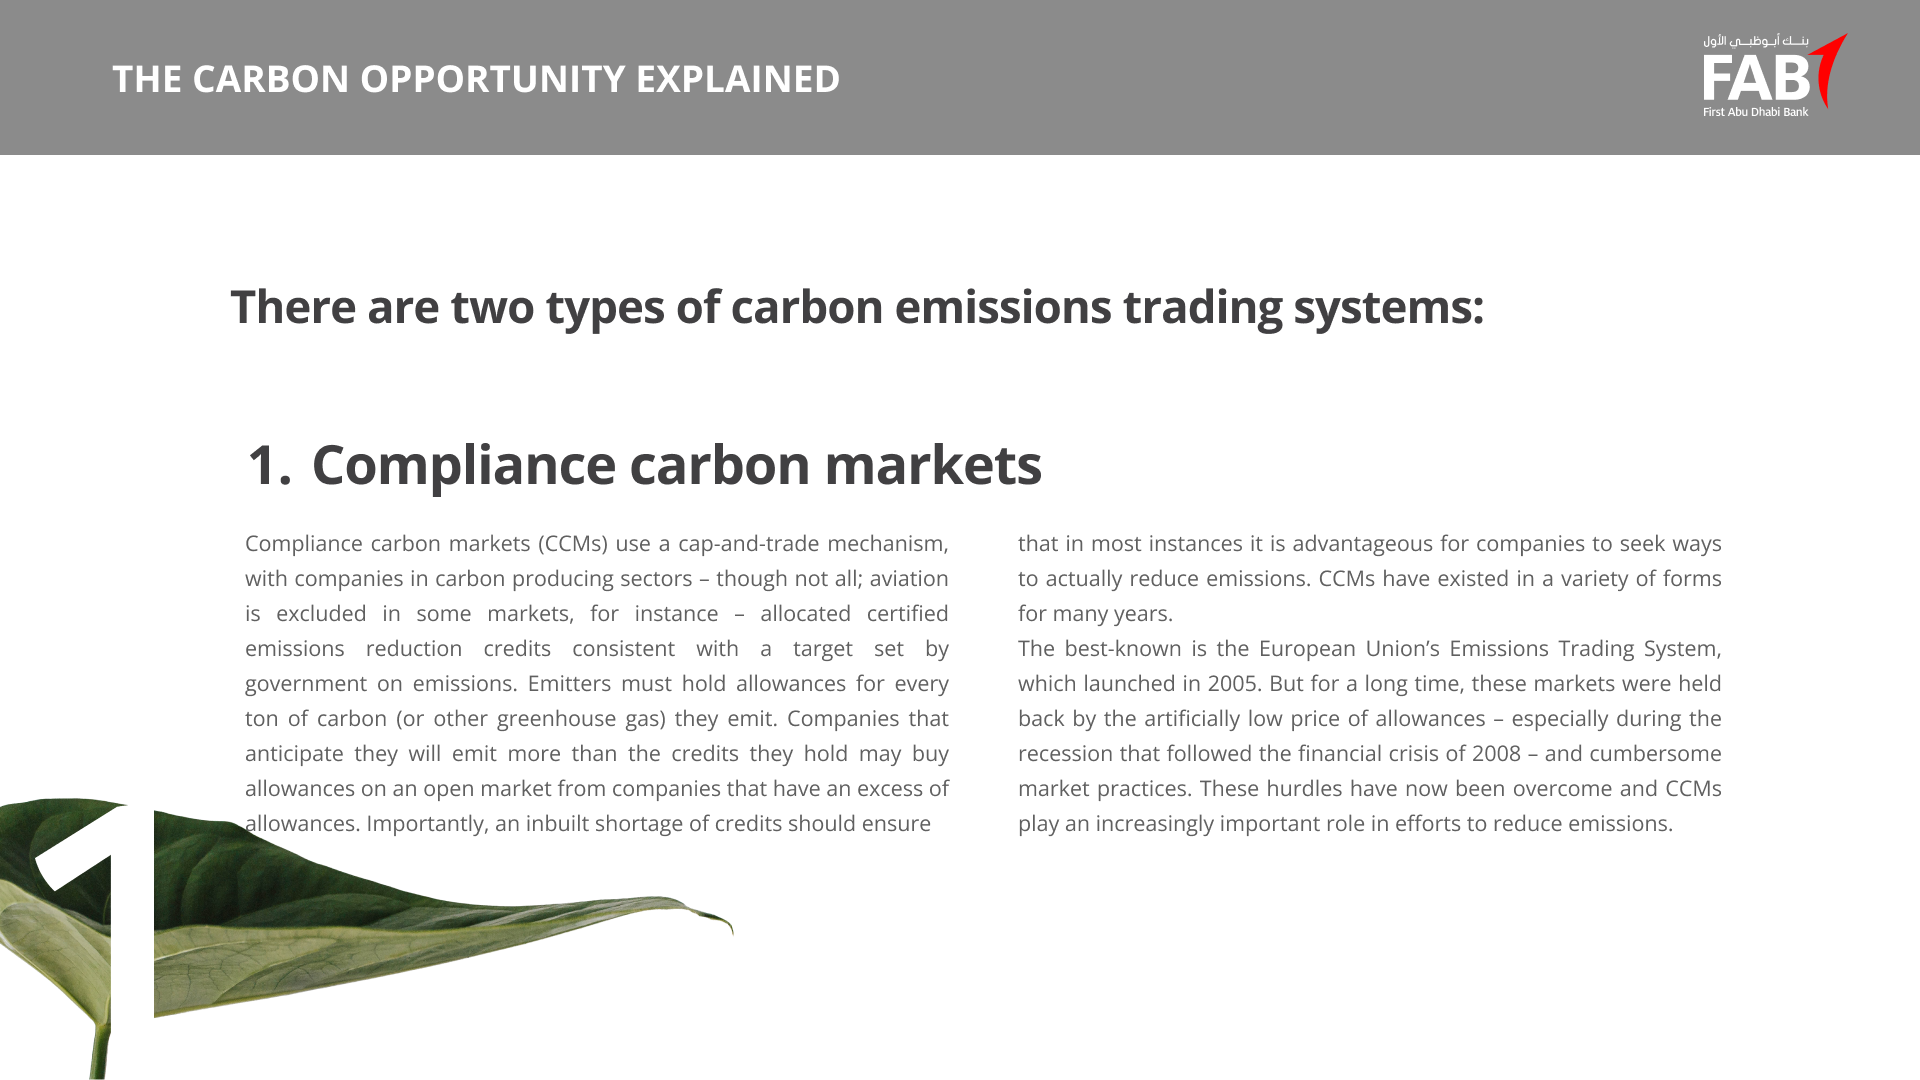 THE CARBON OPPORTUNITY EXPLAINED
بنك أبوظبي الأول
FAB
First Abu Dhabi Bank
There are two types of carbon emissions trading systems:
1. Compliance carbon markets
Compliance carbon markets (CCMs) use a cap-and-trade mechanism,
with companies in carbon producing sectors – though not all; aviation
is excluded in some markets, for instance – allocated certified
emissions reduction credits consistent with a target set by
government on emissions. Emitters must hold allowances for every
ton of carbon (or other greenhouse gas) they emit. Companies that
anticipate they will emit more than the credits they hold may buy
allowances on an open market from companies that have an excess of
allowances. Importantly, an inbuilt shortage of credits should ensure
that in most instances it is advantageous for companies to seek ways
to actually reduce emissions. CCMs have existed in a variety of forms
for many years.
The best-known is the European Union’s Emissions Trading System,
which launched in 2005. But for a long time, these markets were held
back by the artificially low price of allowances – especially during the
recession that followed the financial crisis of 2008 – and cumbersome
market practices. These hurdles have now been overcome and CCMs
play an increasingly important role in efforts to reduce emissions.
1